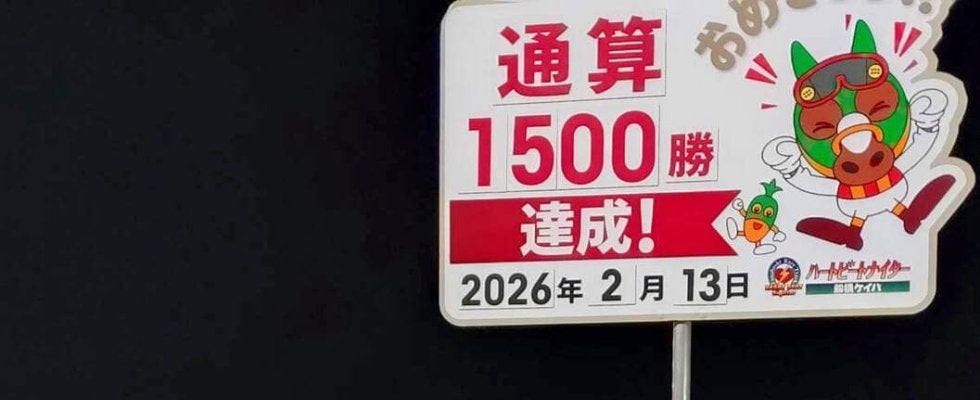 通算
1500勝
達成!
2026年 2月 13日
ハートビートナイター
船橋ケイバ